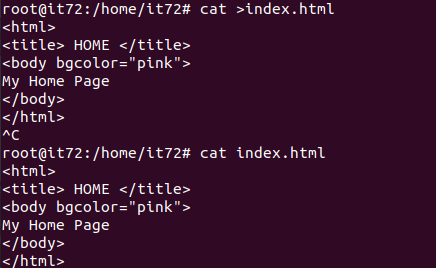 root@it72:/home/it72# cat >index.html
<html>
<title> HOME </title>
<body bgcolor="pink">
My Home Page
</body>
</html>
^C
root@it72:/home/it72# cat index.html
<html>
<title> HOME </title>
<body bgcolor="pink">
My Home Page
</body>
</html>